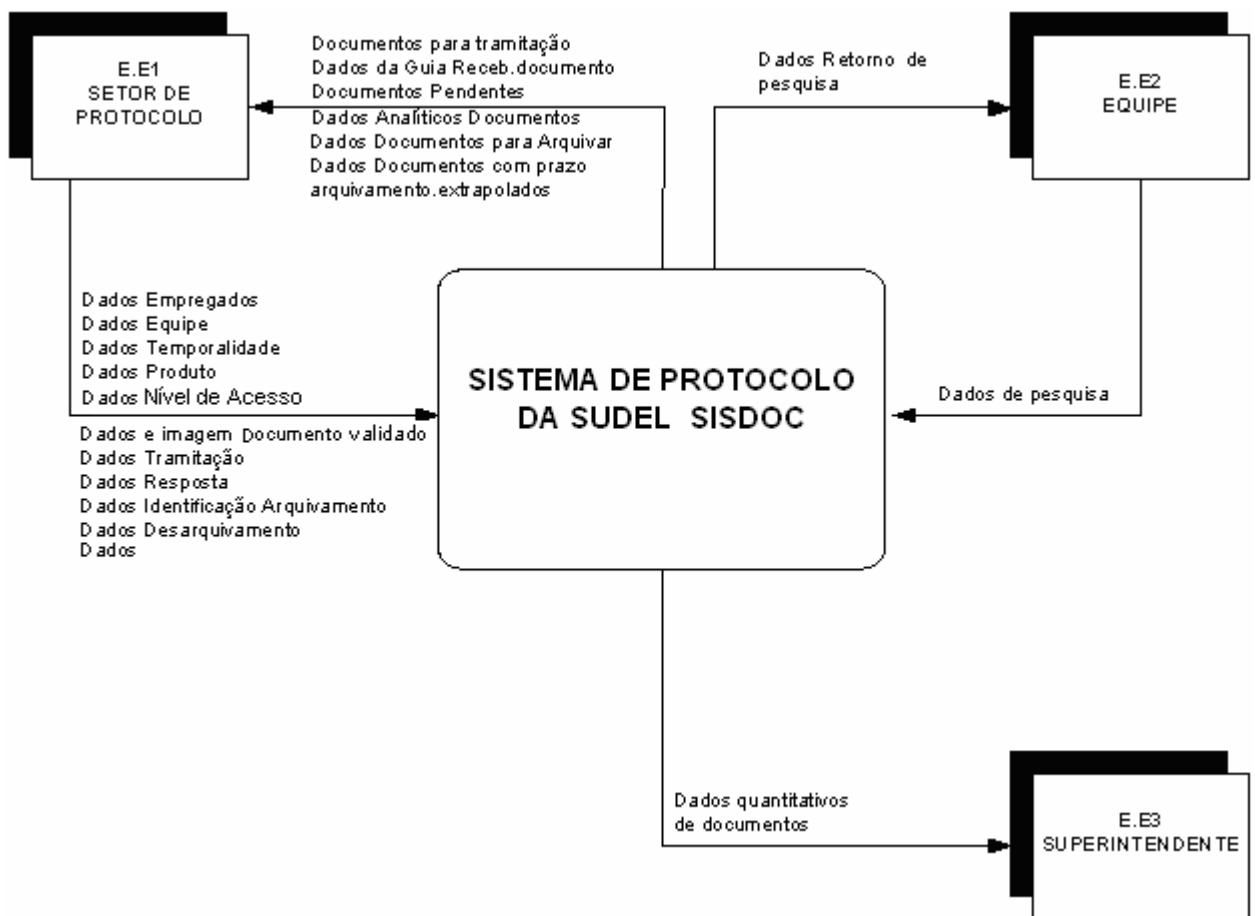 E.E1
SETOR DE
PROTOCOLO
Documentos para tramitação
Dados da Guia Receb.documento
Documentos Pendentes
Dados Analíticos Documentos
Dados Documentos para Arquivar
Dados Documentos com prazo
arquivamento.extrapolados
Dados Retorno de
pesquisa
E.E2
EQUIPE
Dados Empregados
Dados Equipe
Dados Temporalidade
Dados Produto
Dados Nível de Acesso
Dados e imagem Documento validado
Dados Tramitação
Dados Resposta
Dados Identificação Arquivamento
Dados Desarquivamento
Dados
SISTEMA DE PROTOCOLO
DA SUDEL SISDOC
Dados de pesquisa
Dados quantitativos
de documentos
E.E3
SUPERINTENDENTE